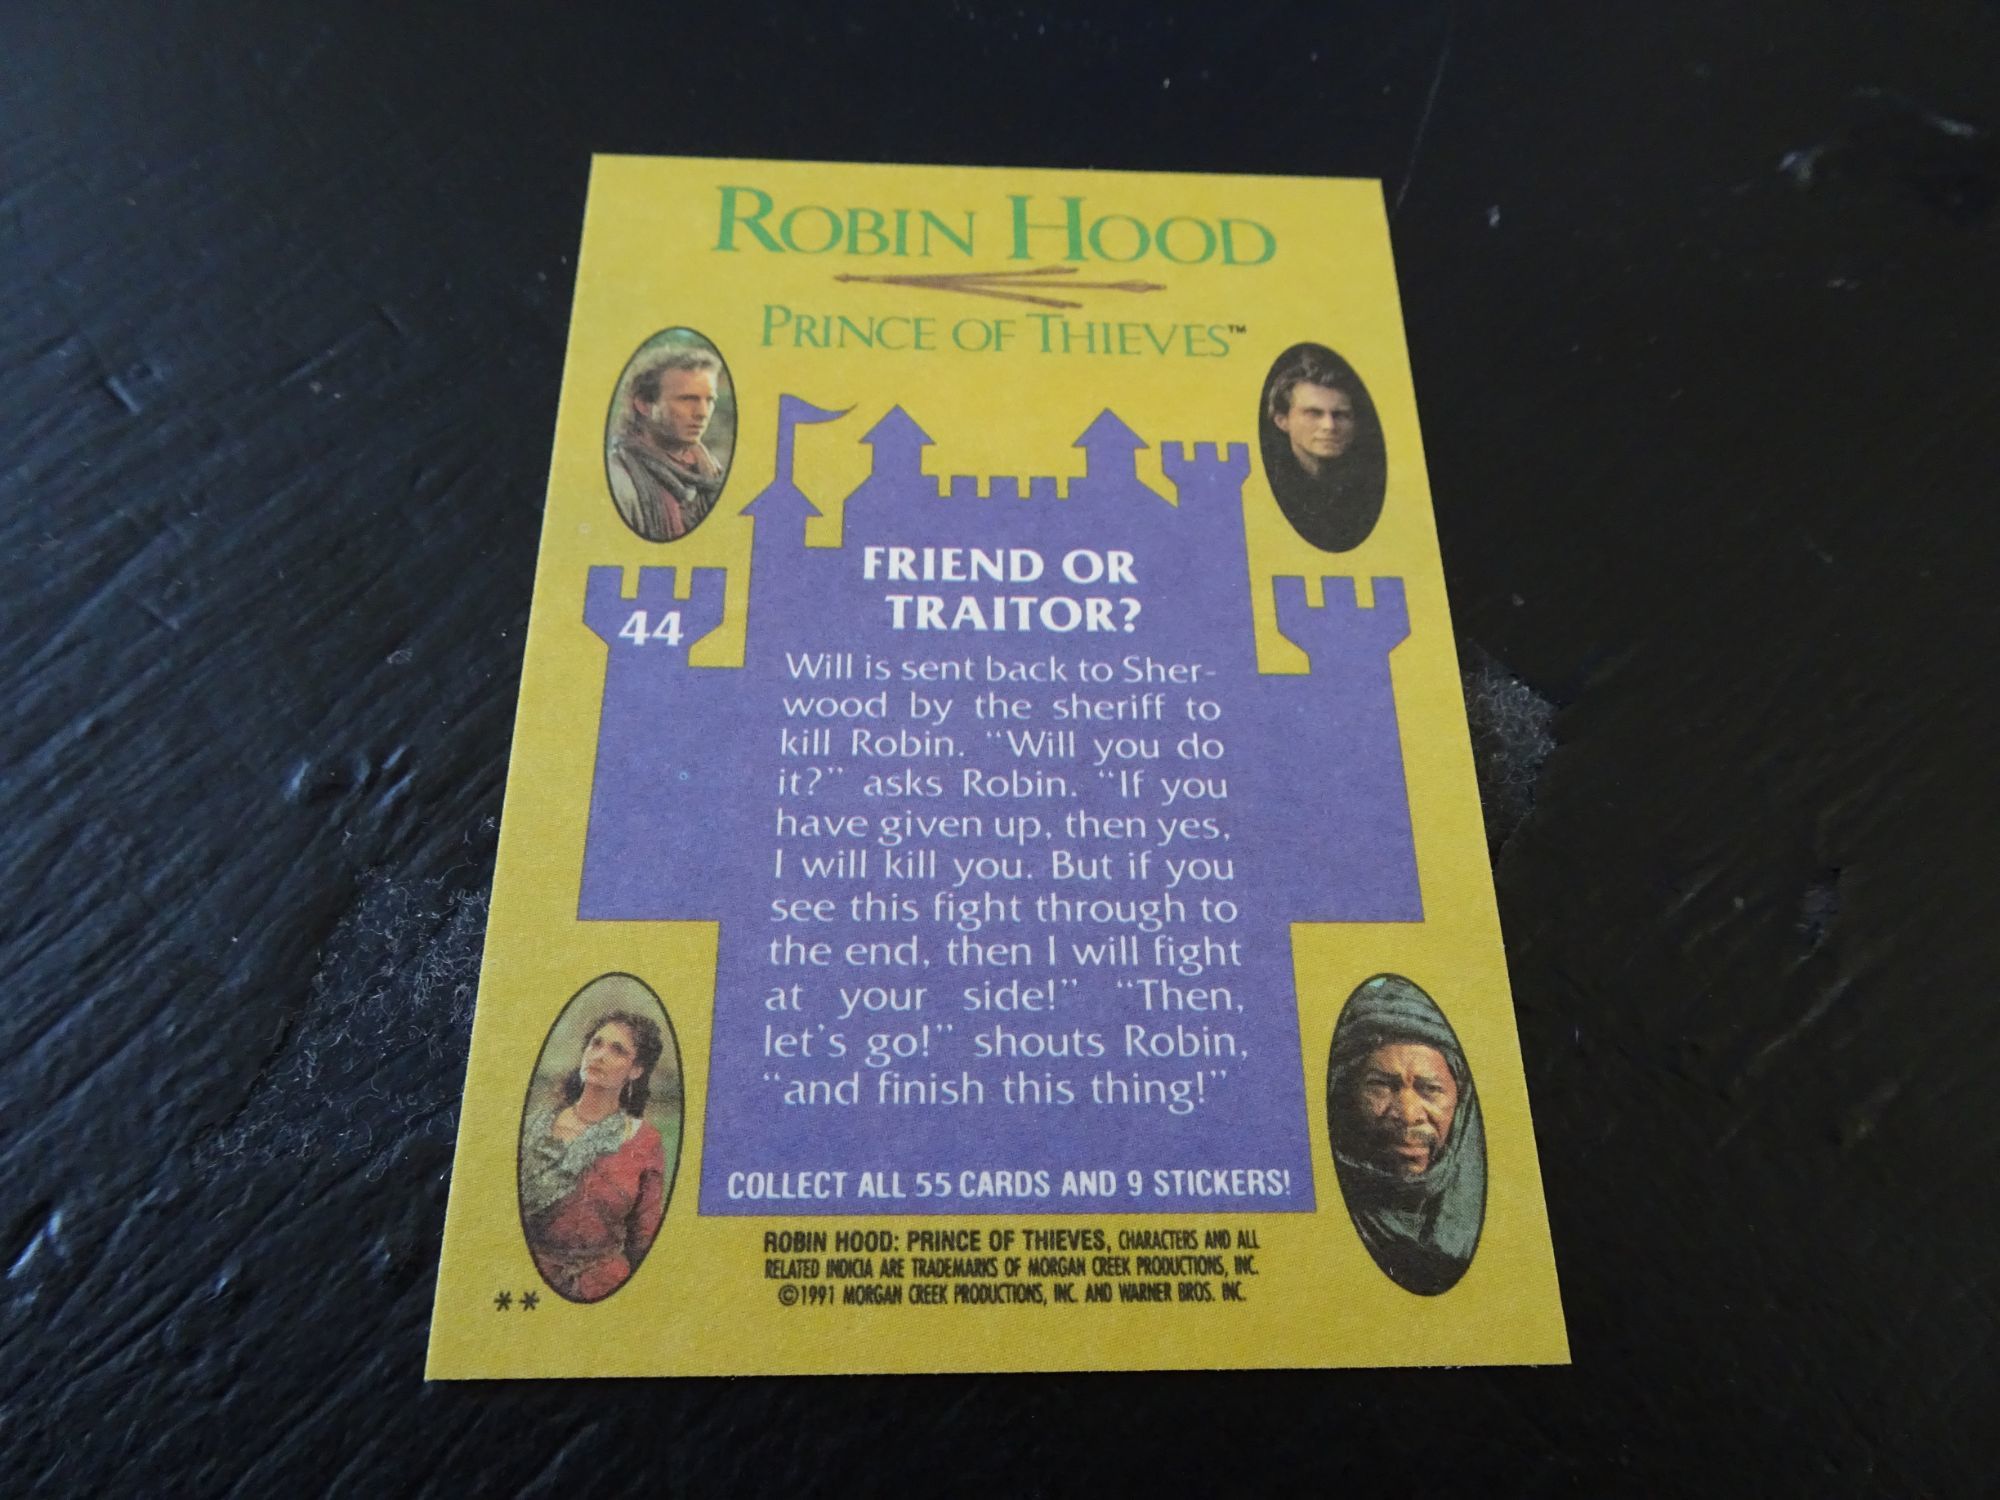 ROBIN HOOD
PRINCE OF THIEVES™
FRIEND OR
TRAITOR?
44
Will is sent back to Sher-
wood by the sheriff to
kill Robin. “Will you do
it?” asks Robin. “If you
have given up, then yes,
I will kill you. But if you
see this fight through to
the end, then I will fight
at your side!” “Then,
let’s go!” shouts Robin,
“and finish this thing!”
COLLECT ALL 55 CARDS AND 9 STICKERS!
ROBIN HOOD: PRINCE OF THIEVES, CHARACTERS AND ALL
RELATED INDICIA ARE TRADEMARKS OF MORGAN CREEK PRODUCTIONS, INC.
©1991 MORGAN CREEK PRODUCTIONS, INC. AND WARNER BROS. INC.
**